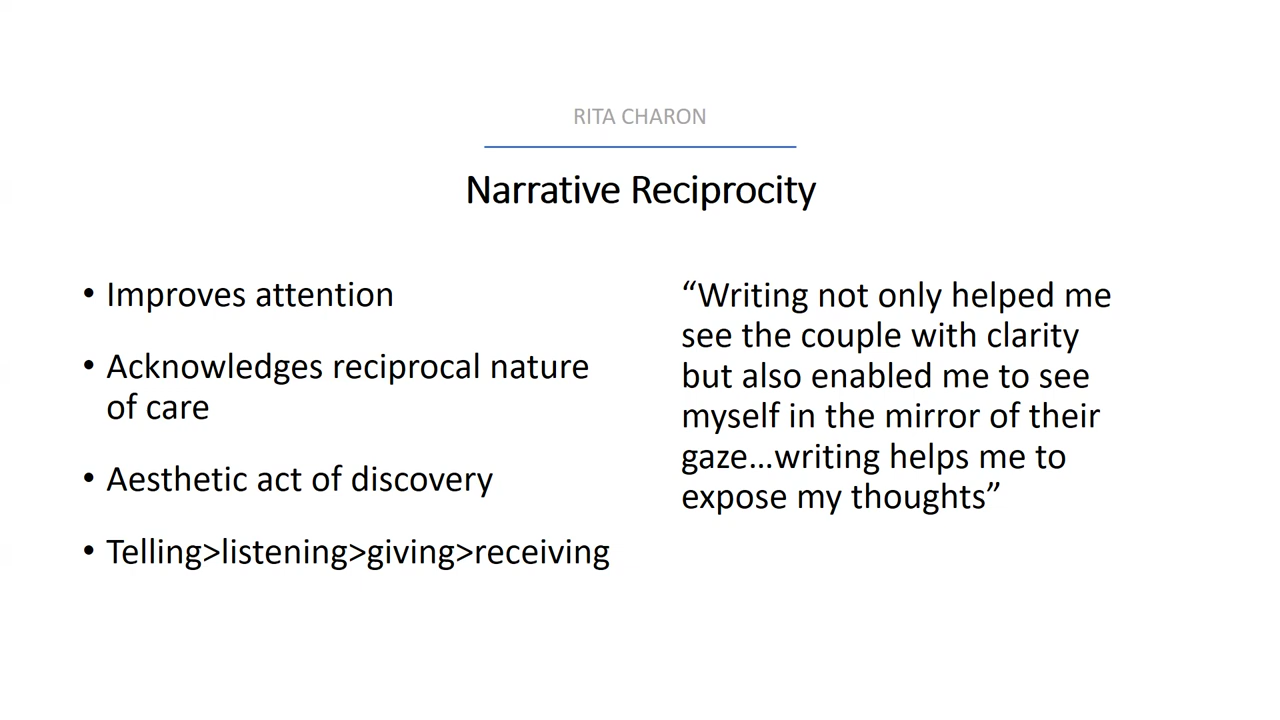 RITA CHARON
Narrative Reciprocity
• Improves attention
• Acknowledges reciprocal nature
of care
• Aesthetic act of discovery
• Telling>listening>giving>receiving
“Writing not only helped me
see the couple with clarity
but also enabled me to see
myself in the mirror of their
gaze…writing helps me to
expose my thoughts”